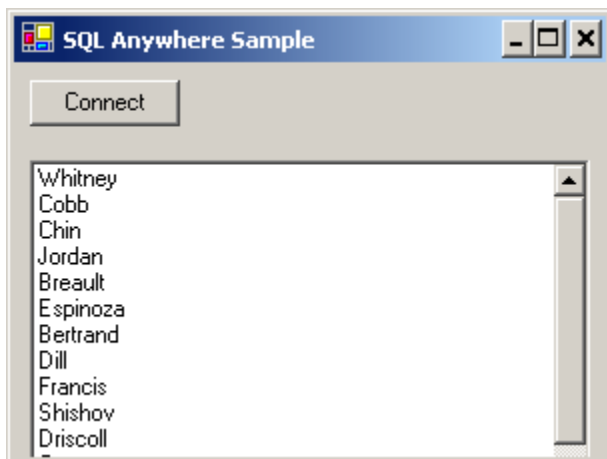 SQL Anywhere Sample
Connect
Whitney
Cobb
Chin
Jordan
Breault
Espinoza
Bertrand
Dill
Francis
Shishov
Driscoll